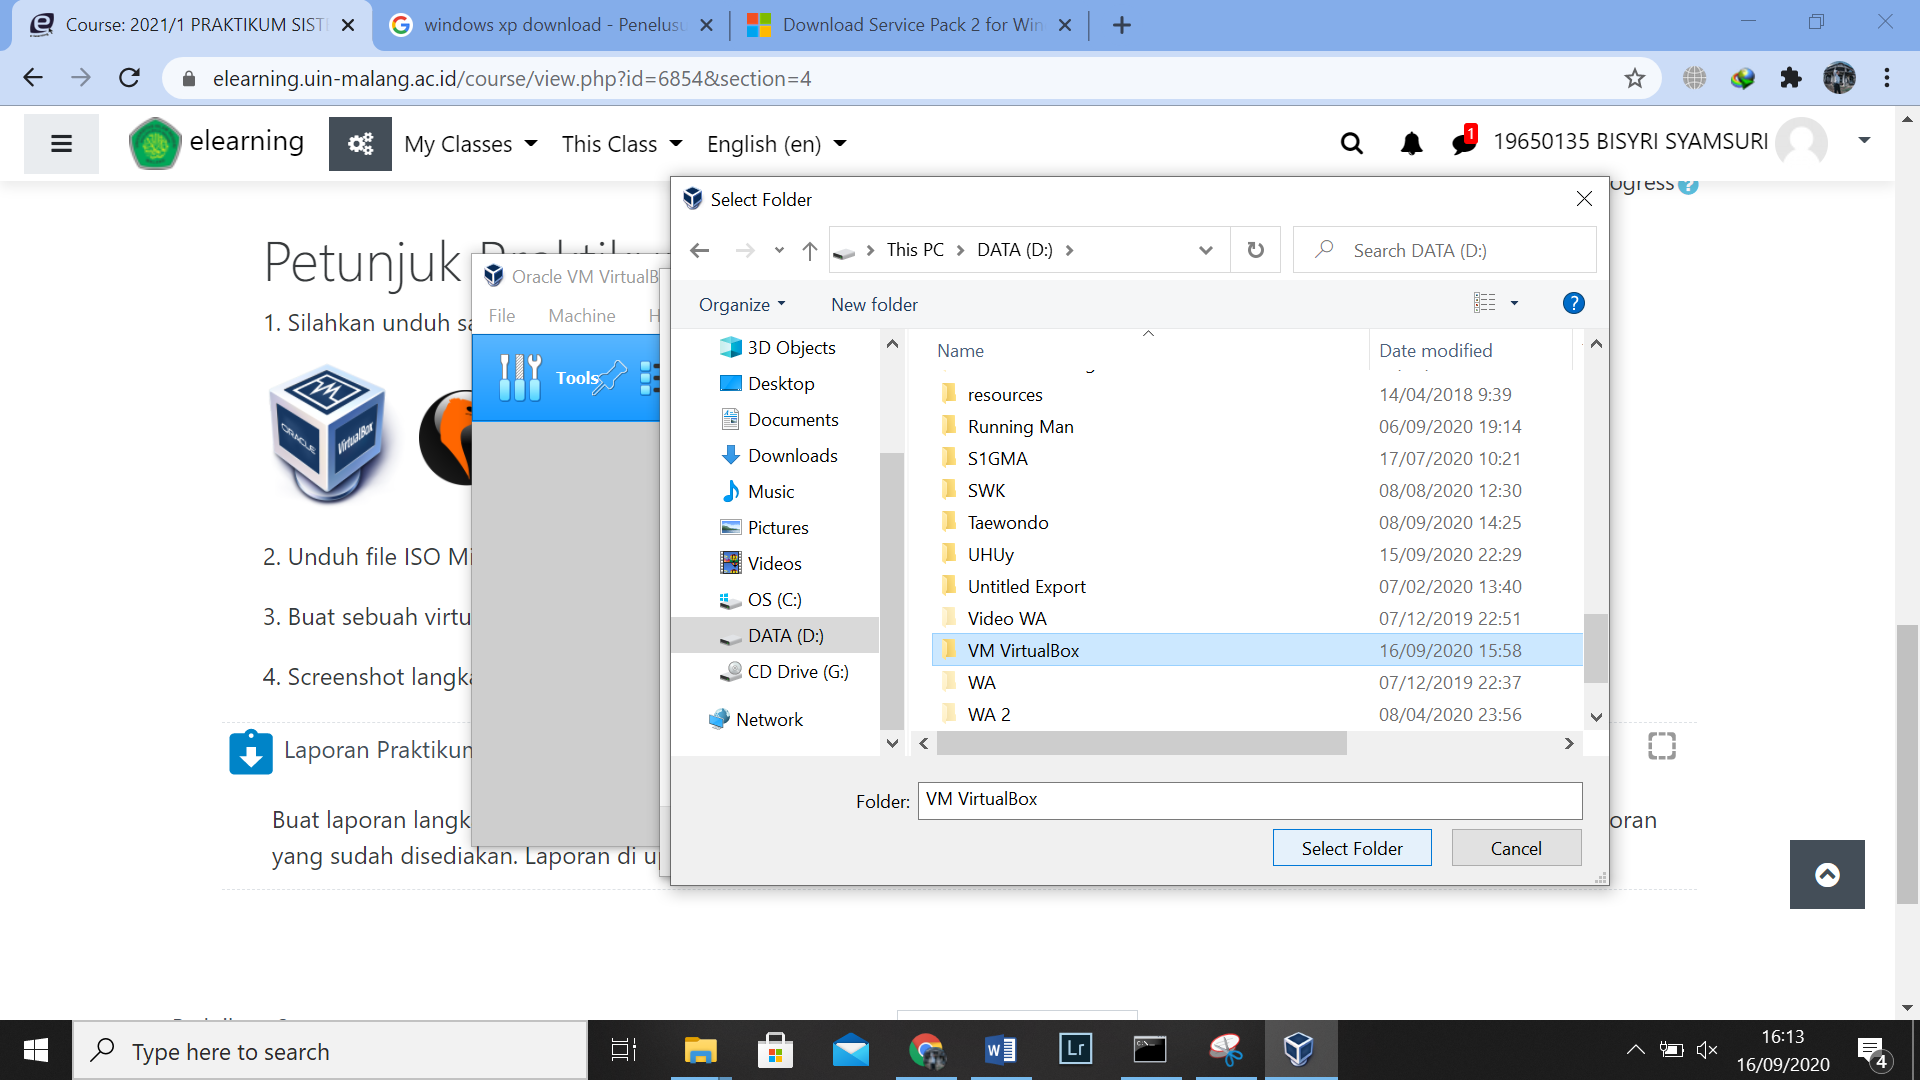 Course: 2021/1 PRAKTIKUM SISTE
windows xp download - Penelusu
Download Service Pack 2 for Win
elearning.uin-malang.ac.id/course/view.php?id=6854&section=4
elearning
My Classes
This Class
English (en)
1
19650135 BISYRI SYAMSURI
ogress
Petunjuk Praktiku
1. Silahkan unduh sa
ORACLE
VirtualBox
2. Unduh file ISO Mi
3. Buat sebuah virtu
4. Screenshot langka
Laporan Praktikum
Buat laporan langk
oran
yang sudah disediakan. Laporan di up
Oracle VM VirtualB
File
Machine
H
Tools
Select Folder
This PC
DATA (D:)
Search DATA (D:)
Organize
New folder
3D Objects
Desktop
Documents
Downloads
Music
Pictures
Videos
OS (C:)
DATA (D:)
CD Drive (G:)
Network
Name
Date modified
resources 14/04/2018 9:39
Running Man 06/09/2020 19:14
S1GMA 17/07/2020 10:21
SWK 08/08/2020 12:30
Taewondo 08/09/2020 14:25
UHUy 15/09/2020 22:29
Untitled Export 07/02/2020 13:40
Video WA 07/12/2019 22:51
VM VirtualBox 16/09/2020 15:58
WA 07/12/2019 22:37
WA 2 08/04/2020 23:56
Folder: VM VirtualBox
Select Folder
Cancel
Type here to search
Lr
16:13
16/09/2020
4